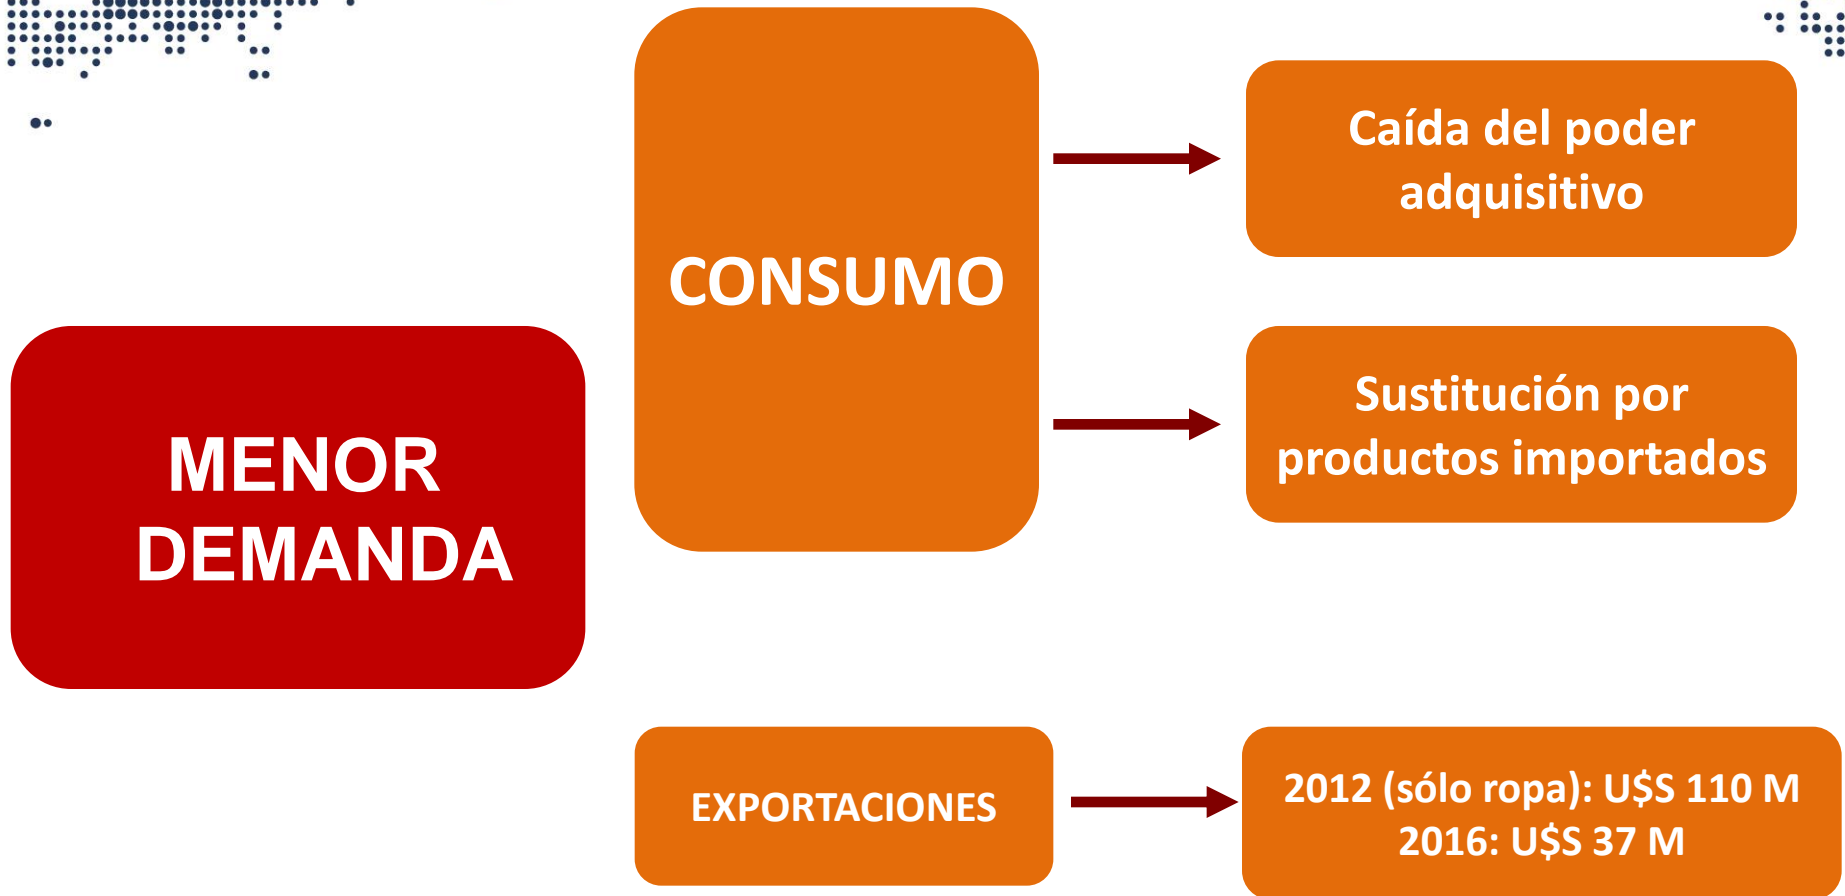 MENOR
DEMANDA
CONSUMO
Caída del poder
adquisitivo
Sustitución por
productos importados
EXPORTACIONES
2012 (sólo ropa): U$S 110 M
2016: U$S 37 M